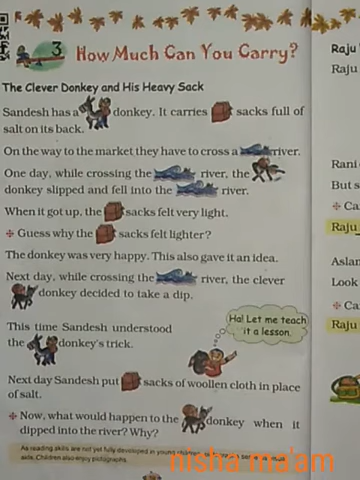 3
How Much Can You Carry?
The Clever Donkey and His Heavy Sack
Sandesh has a donkey. It carries sacks full of
salt on its back.
On the way to the market they have to cross a river.
One day, while crossing the river, the
donkey slipped and fell into the river.
When it got up, the sacks felt very light.
Guess why the sacks felt lighter?
The donkey was very happy. This also gave it an idea.
Next day, while crossing the river, the clever
donkey decided to take a dip.
Ha! Let me teach
it a lesson.
This time Sandesh understood
the donkey's trick.
Next day Sandesh put sacks of woollen cloth in place
of salt.
Now, what would happen to the donkey when it
dipped into the river? Why?
As reading skills are not yet fully developed in young children,
aids. Children also enjoy pictographs.
nisha ma'am
Raju
Raju
Rani
But s
Ca
Raju
Aslan
Look
Ca
Raju